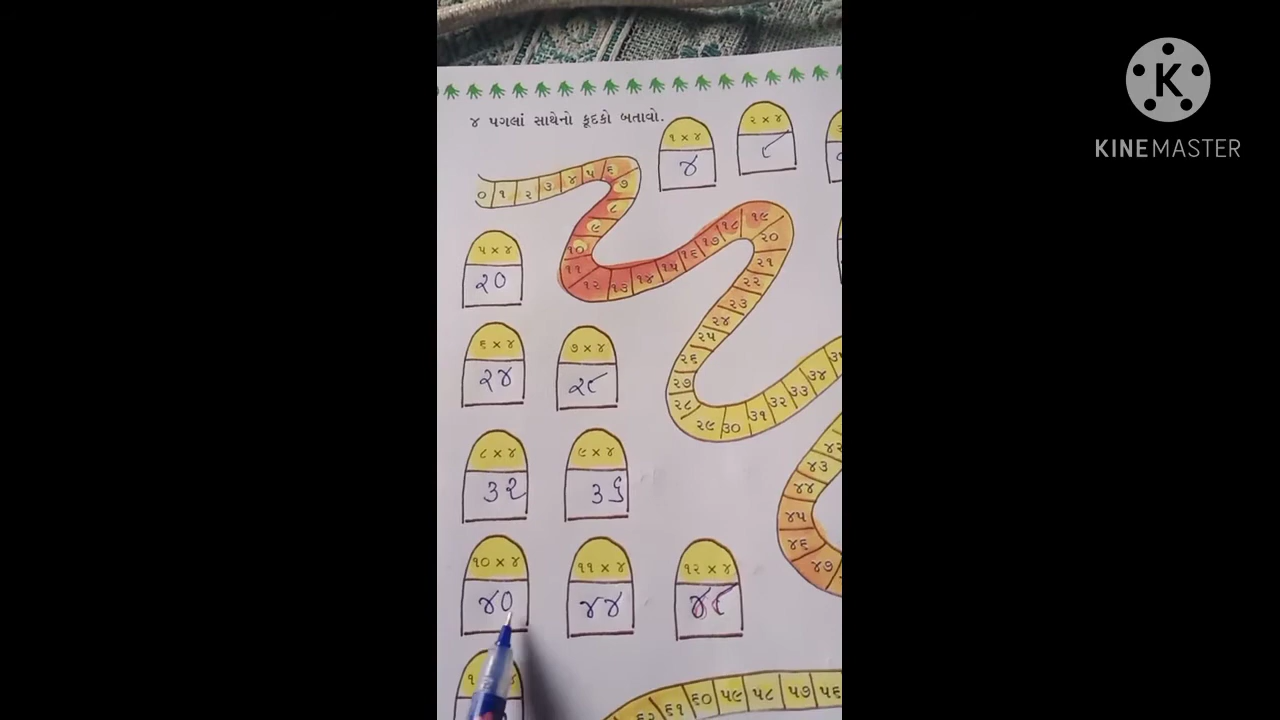 K
KINEMASTER
૪ પગલાં સાથેનો કૂદકો બતાવો.
૧ × ૪
૪
૨ × ૪
૮
૦ ૧ ૨ ૩ ૪ ૫ ૬ ૭ ૮ ૯ ૧૦ ૧૧ ૧૨ ૧૩ ૧૪ ૧૫ ૧૬ ૧૭ ૧૮ ૧૯ ૨૦ ૨૧ ૨૨ ૨૩ ૨૪ ૨૫ ૨૬ ૨૭ ૨૮ ૨૯ ૩૦ ૩૧ ૩૨ ૩૩ ૩૪
૫ × ૪
૨૦
૬ × ૪
૨૪
૭ × ૪
૨૮
૮ × ૪
૩૨
૯ × ૪
૩૬
૪૩ ૪૪ ૪૫ ૪૬ ૪૭
૧૦ × ૪
૪૦
૧૧ × ૪
૪૪
૧૨ × ૪
૪૮
૬૧ ૬૦ ૫૯ ૫૮ ૫૭ ૫૬